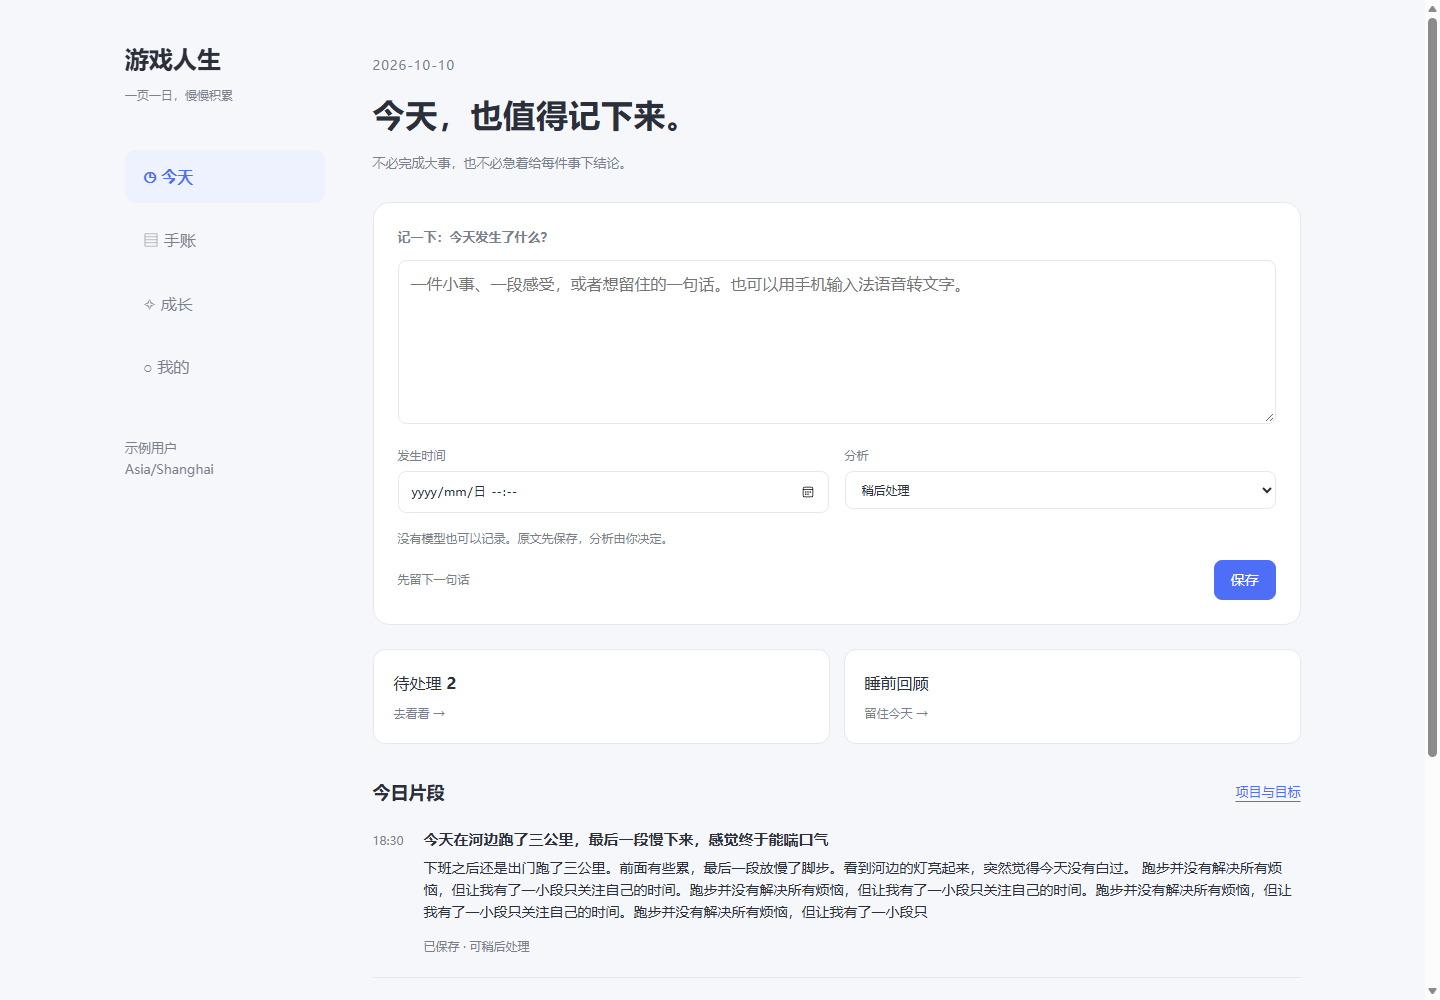 游戏人生
一页一日，慢慢积累
今天
手账
成长
我的
示例用户
Asia/Shanghai
2026-10-10
今天，也值得记下来。
不必完成大事，也不必急着给每件事下结论。
记一下：今天发生了什么？
一件小事、一段感受，或者想留住的一句话。也可以用手机输入法语音转文字。
发生时间
分析
yyyy/mm/日 --:--
稍后处理
没有模型也可以记录。原文先保存，分析由你决定。
先留下一句话
保存
待处理 2
去看看 →
睡前回顾
留住今天 →
今日片段
项目与目标
18:30
今天在河边跑了三公里，最后一段慢下来，感觉终于能喘口气
下班之后还是出门跑了三公里。前面有些累，最后一段放慢了脚步。看到河边的灯亮起来，突然觉得今天没有白过。 跑步并没有解决所有烦
恼，但让我有了一小段只关注自己的时间。跑步并没有解决所有烦恼，但让我有了一小段只关注自己的时间。跑步并没有解决所有烦恼，但让
我有了一小段只关注自己的时间。跑步并没有解决所有烦恼，但让我有了一小段只
已保存 · 可稍后处理